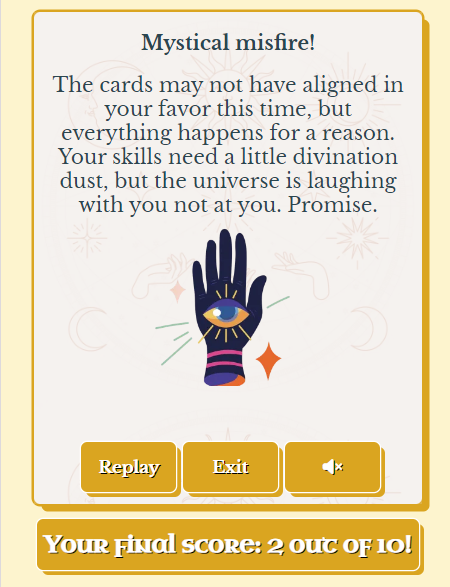 Mystical misfire!
The cards may not have aligned in
your favor this time, but
everything happens for a reason.
Your skills need a little divination
dust, but the universe is laughing
with you not at you. Promise.
Replay Exit
Your final score: 2 out of 10!